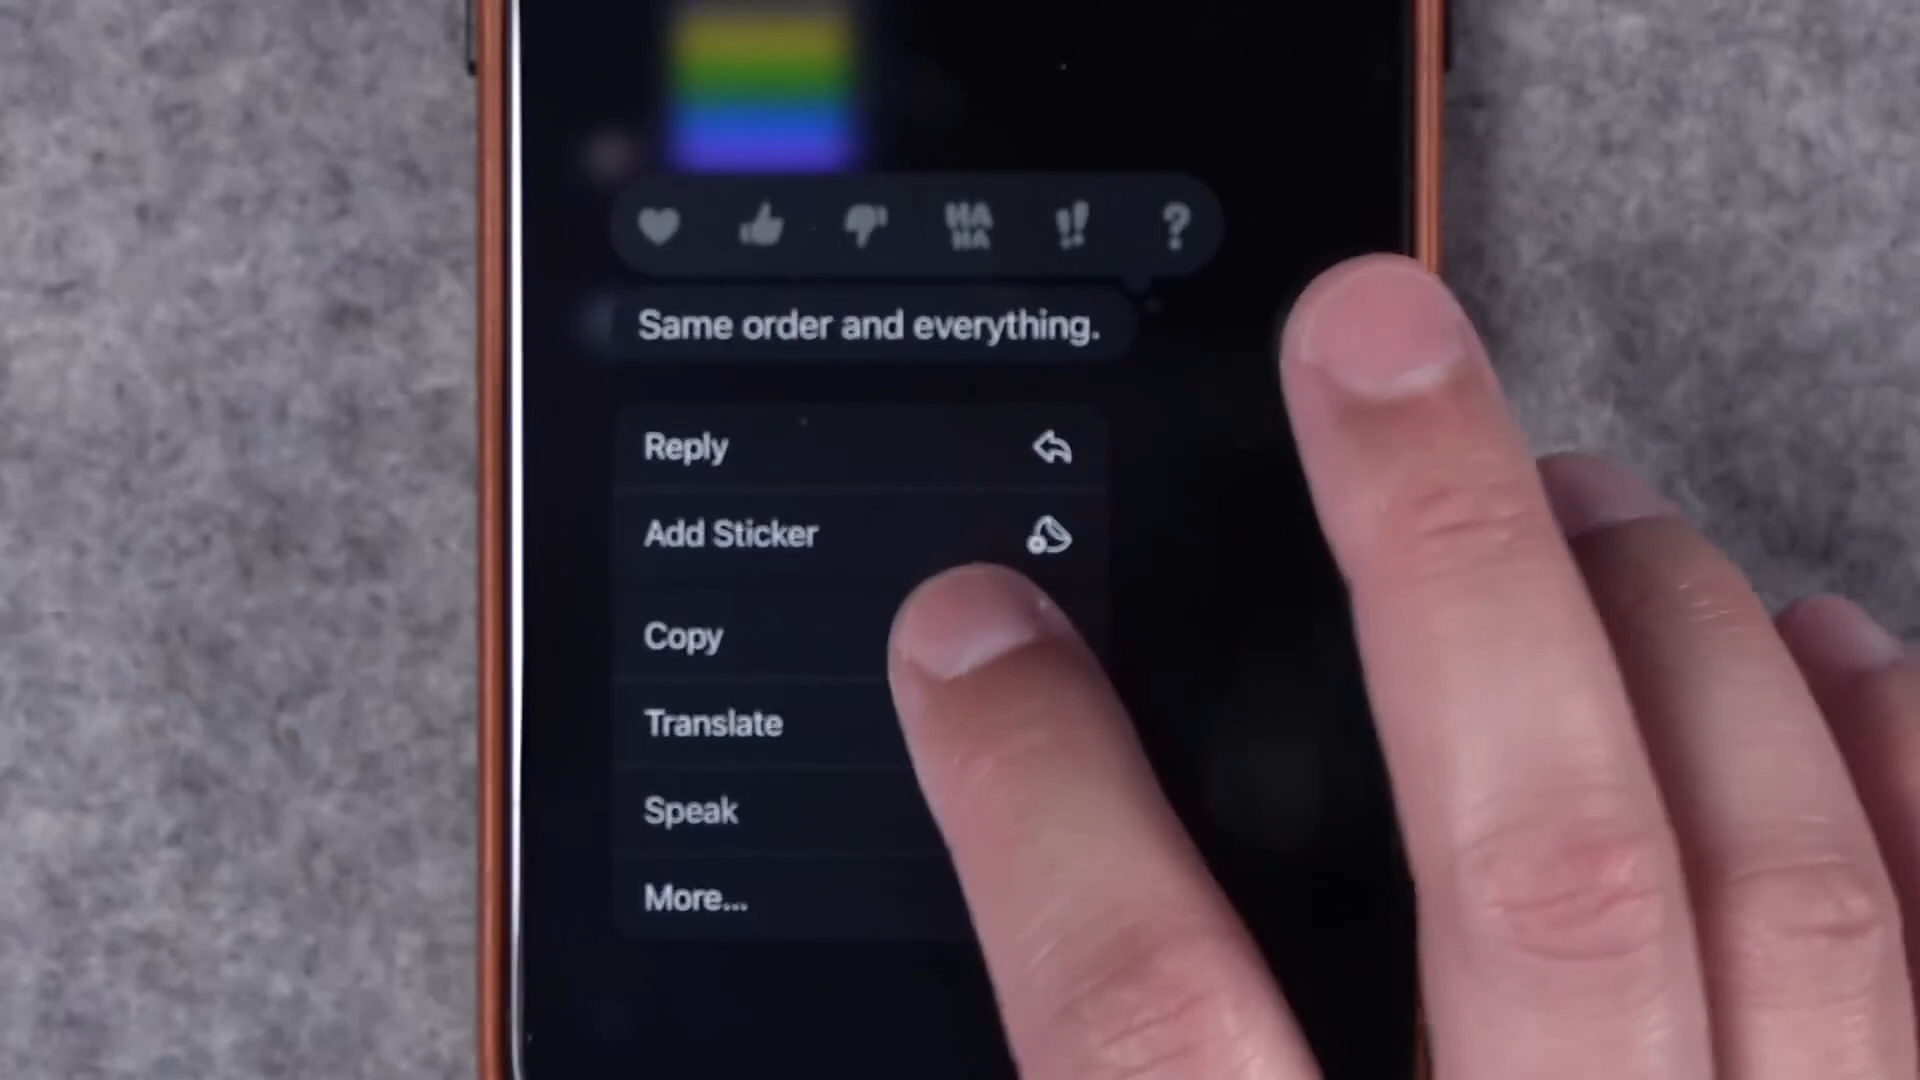 HA
HA
!!
?
Same order and everything.
Reply
Add Sticker
Copy
Translate
Speak
More...